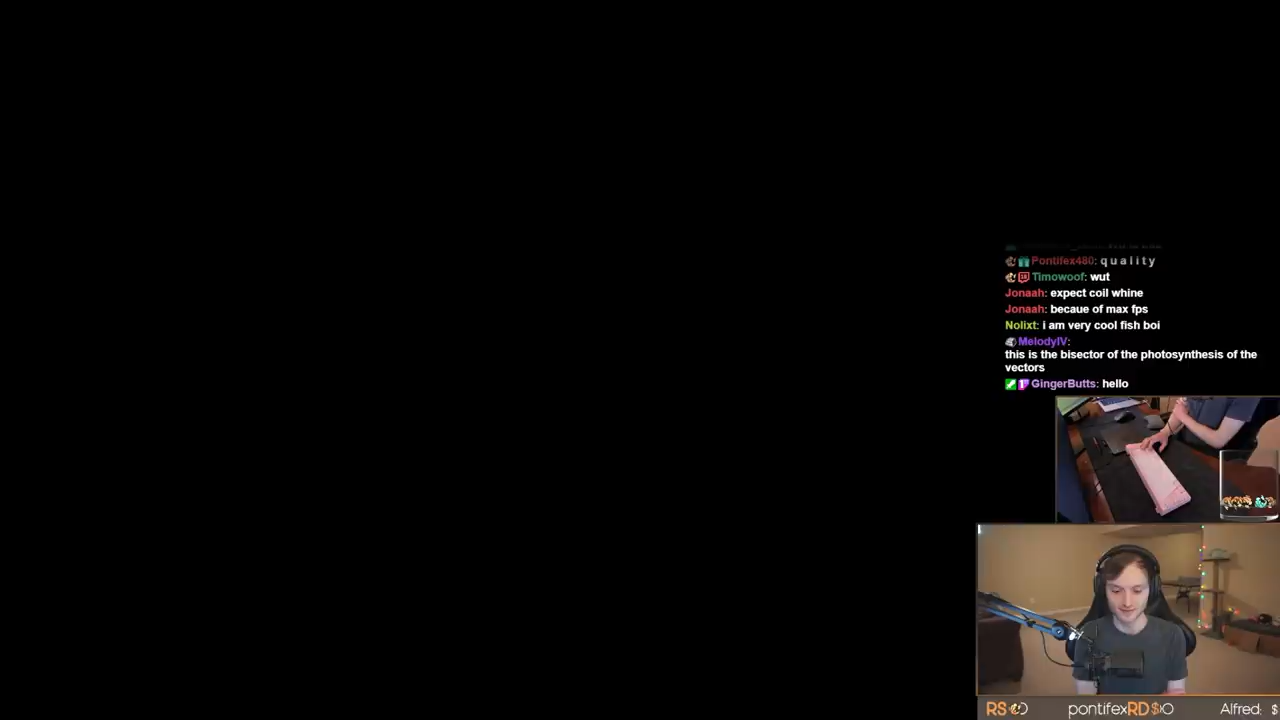 Pontifex480: q u a l i t y
Timowoof: wut
Jonaah: expect coil whine
Jonaah: becaue of max fps
Nolixt: i am very cool fish boi
MelodyIV:
this is the bisector of the photosynthesis of the
vectors
GingerButts: hello
RS pontifexRD $ Alfred: $